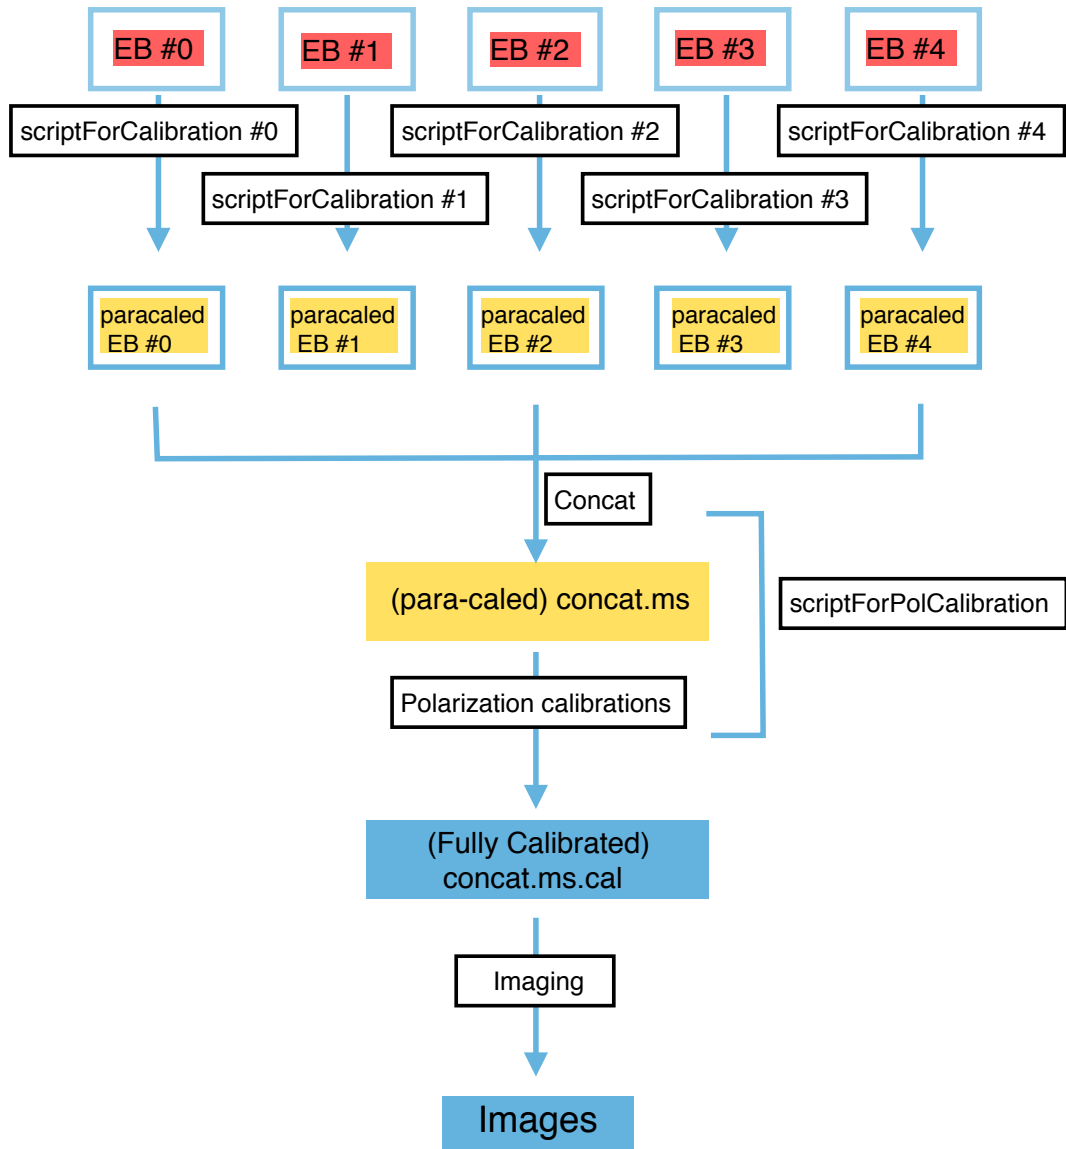 EB #0
EB #1
EB #2
EB #3
EB #4
scriptForCalibration #0
scriptForCalibration #2
scriptForCalibration #4
scriptForCalibration #1
scriptForCalibration #3
paracaled
EB #0
paracaled
EB #1
paracaled
EB #2
paracaled
EB #3
paracaled
EB #4
Concat
(para-caled) concat.ms
scriptForPolCalibration
Polarization calibrations
(Fully Calibrated)
concat.ms.cal
Imaging
Images